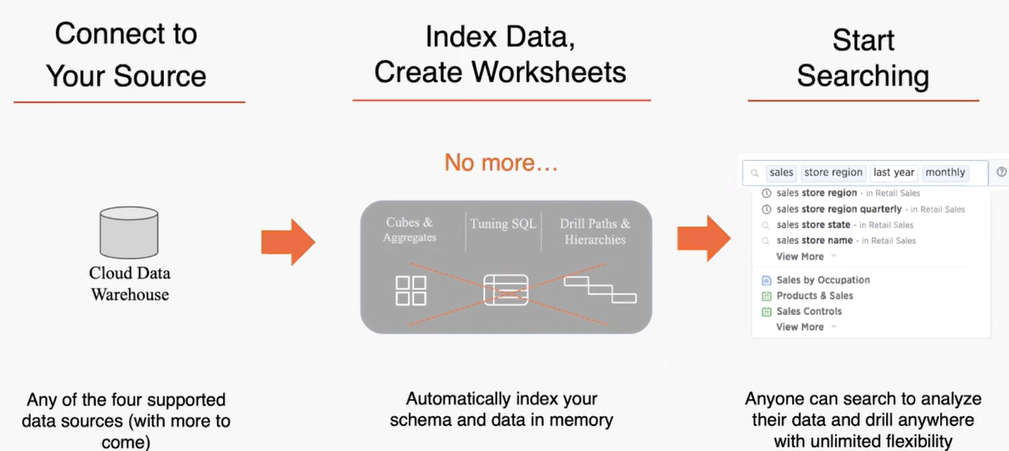 Connect to
Your Source
Index Data,
Create Worksheets
Start
Searching
No more…
Cloud Data
Warehouse
Cubes &
Aggregates
Tuning SQL
Drill Paths &
Hierarchies
sales store region last year monthly
sales store region - in Retail Sales
sales store region quarterly - in Retail Sales
sales store state - in Retail Sales
sales store name - in Retail Sales
View More
Sales by Occupation
Products & Sales
Sales Controls
View More
Any of the four supported
data sources (with more to
come)
Automatically index your
schema and data in memory
Anyone can search to analyze
their data and drill anywhere
with unlimited flexibility